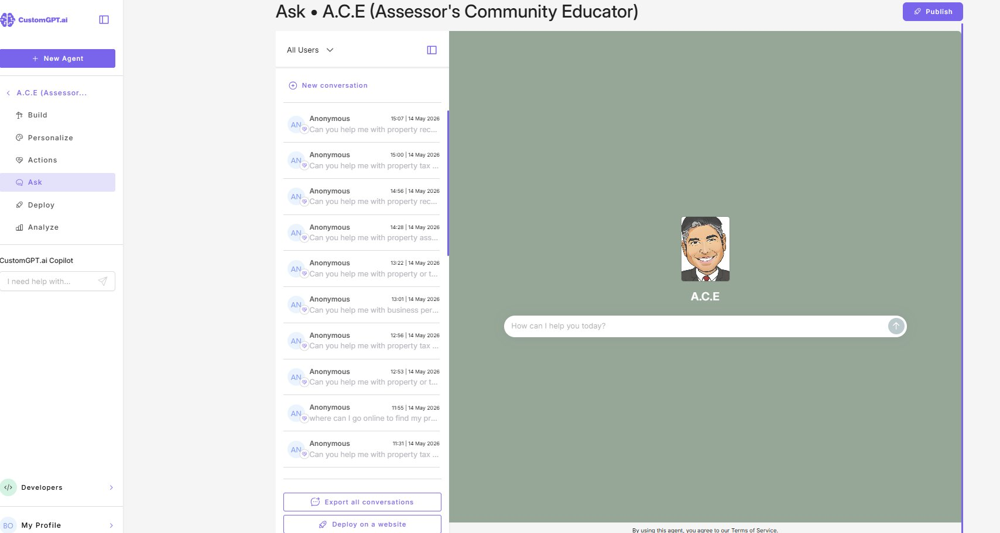 CustomGPT.ai
+ New Agent
A.C.E (Assessor...
Build
Personalize
Actions
Ask
Deploy
Analyze
CustomGPT.ai Copilot
I need help with...
</> Developers
BO My Profile
Ask • A.C.E (Assessor's Community Educator)
Publish
All Users
New conversation
AN Anonymous 15:07 | 14 May 2026
Can you help me with property rec...
AN Anonymous 15:00 | 14 May 2026
Can you help me with property tax ...
AN Anonymous 14:56 | 14 May 2026
Can you help me with property rec...
AN Anonymous 14:28 | 14 May 2026
Can you help me with property ass...
AN Anonymous 13:22 | 14 May 2026
Can you help me with property or t...
AN Anonymous 13:01 | 14 May 2026
Can you help me with business per...
AN Anonymous 12:56 | 14 May 2026
Can you help me with property tax ...
AN Anonymous 12:53 | 14 May 2026
Can you help me with property or t...
AN Anonymous 11:55 | 14 May 2026
where can I go online to find my pr...
AN Anonymous 11:31 | 14 May 2026
Can you help me with property tax ...
Export all conversations
Deploy on a website
A.C.E
How can I help you today?
By using this agent, you agree to our Terms of Service.